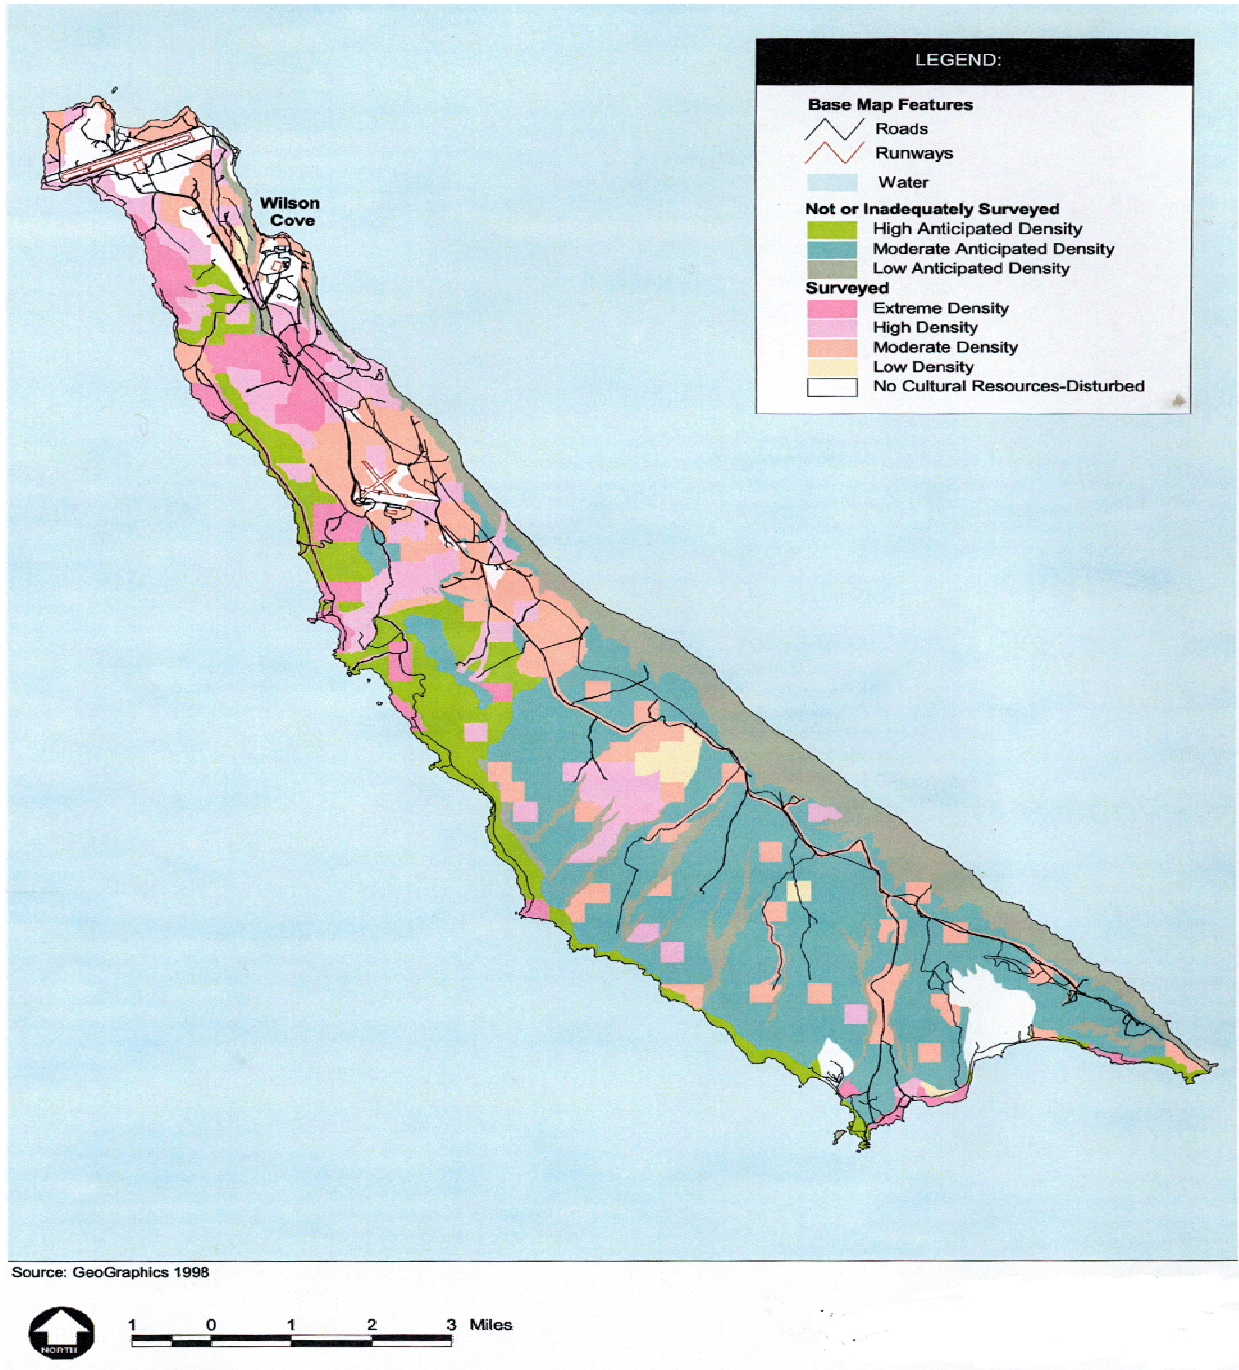 LEGEND:
Base Map Features
Roads
Runways
Water
Not or Inadequately Surveyed
High Anticipated Density
Moderate Anticipated Density
Low Anticipated Density
Surveyed
Extreme Density
High Density
Moderate Density
Low Density
No Cultural Resources-Disturbed
Wilson
Cove
Source: GeoGraphics 1998
1 0 1 2 3 Miles
NORTH